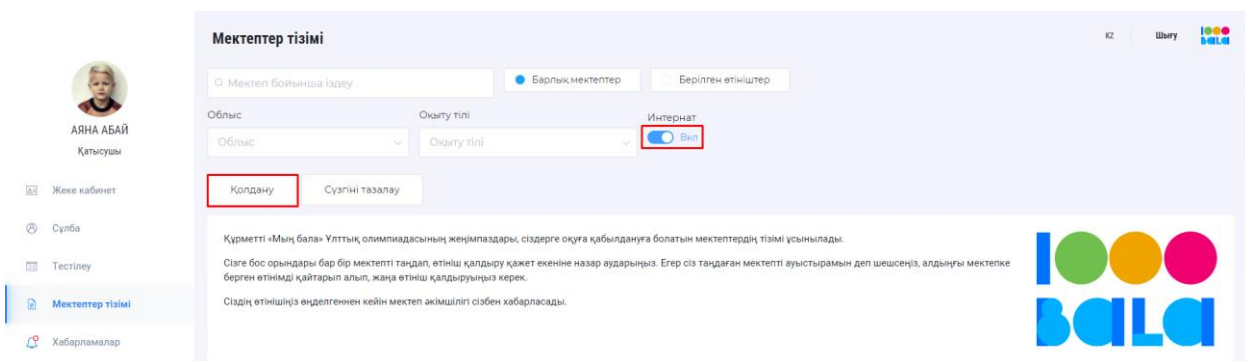 Мектептер тізімі
KZ
Шығу
1000
BALA
АЯНА АБАЙ
Қатысушы
Жеке кабинет
Сұлба
Тестілеу
Мектептер тізімі
Хабарламалар
Мектеп бойынша іздеу
Барлық мектептер
Берілген өтініштер
Облыс
Оқыту тілі
Интернат
Облыс
Оқыту тілі
Вкл
Қолдану
Сүзгіні тазалау
Құрметті «Мың бала» Ұлттық олимпиадасының жеңімпаздары, сіздерге оқуға қабылдануға болатын мектептердің тізімі ұсынылады.
Сізге бос орындары бар бір мектепті таңдап, өтініш қалдыру қажет екеніне назар аударыңыз. Егер сіз таңдаған мектепті ауыстырамын деп шешсеңіз, алдыңғы мектепке
берген өтінімді қайтарып алып, жаңа өтініш қалдыруыңыз керек.
Сіздің өтінішіңіз өңделгеннен кейін мектеп әкімшілігі сізбен хабарласады.
1000
BALA